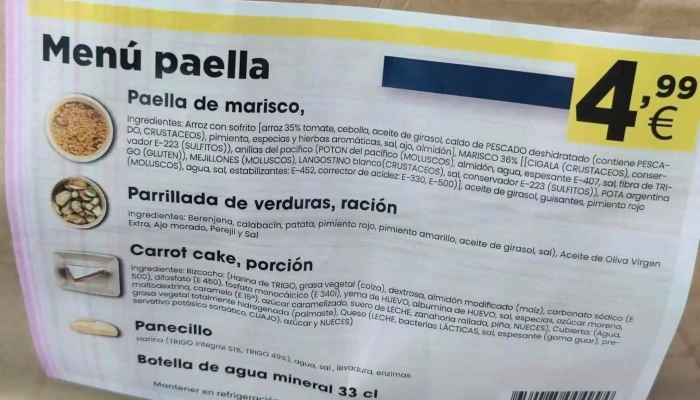 Menú paella
4,99
€
Paella de marisco,
Ingredientes: Arroz con sofrito [arroz 35% tomate, cebolla, aceite de girasol, caldo de PESCADO deshidratado (contiene PESCA-
DO, CRUSTACEOS), pimiento, especies y hierbas aromáticas, sal, ajo, almidón], MARISCO 36% [[CIGALA (CRUSTACEOS), conser-
vador E-223 (SULFITOS)), anillas del pacífico (POTON del pacífico (MOLUSCOS), almidón, agua, espesante E-407, sal, fibra de TRI-
GO (GLUTEN)), MEJILLONES (MOLUSCOS), LANGOSTINO blanco(CRUSTACEOS), sal, conservador E-223 (SULFITOS)), POTA argentina
(MOLUSCOS), agua, sal, estabilizantes: E-452, corrector de acidez: E-330, E-500)], aceite de girasol, guisantes, pimiento rojo
Parrillada de verduras, ración
Ingredientes: Berenjena, calabacín, patata, pimiento rojo, pimiento amarillo, aceite de girasol, sal), Aceite de Oliva Virgen
Extra, Ajo morado, Perejil y Sal
Carrot cake, porción
Ingredientes: Bizcocho: (Harina de TRIGO, grasa vegetal (colza), dextrosa, almidón modificado (maíz), carbonato sódico (E
500), difosfato (E 450), fosfato monocálcico (E 340i), yema de HUEVO, albumina de HUEVO, sal, especias, azúcar moreno,
maltodextrina, caramelo (E 15º), azúcar caramelizado, suero de LECHE, zanahoria rallada, piña, NUECES). Cubierta: (Agua,
grasa vegetal totalmente hidrogenada (palmaste), Queso (LECHE, bacterias LÁCTICAS, sal, espesante (goma guar), pre-
servativo potásico sorbatico, CUAJO), azúcar y NUECES)
Panecillo
Harina (TRIGO integral 51%, TRIGO 49%), agua, sal, levadura, enzimas
Botella de agua mineral 33 cl
Mantener en refrigeració